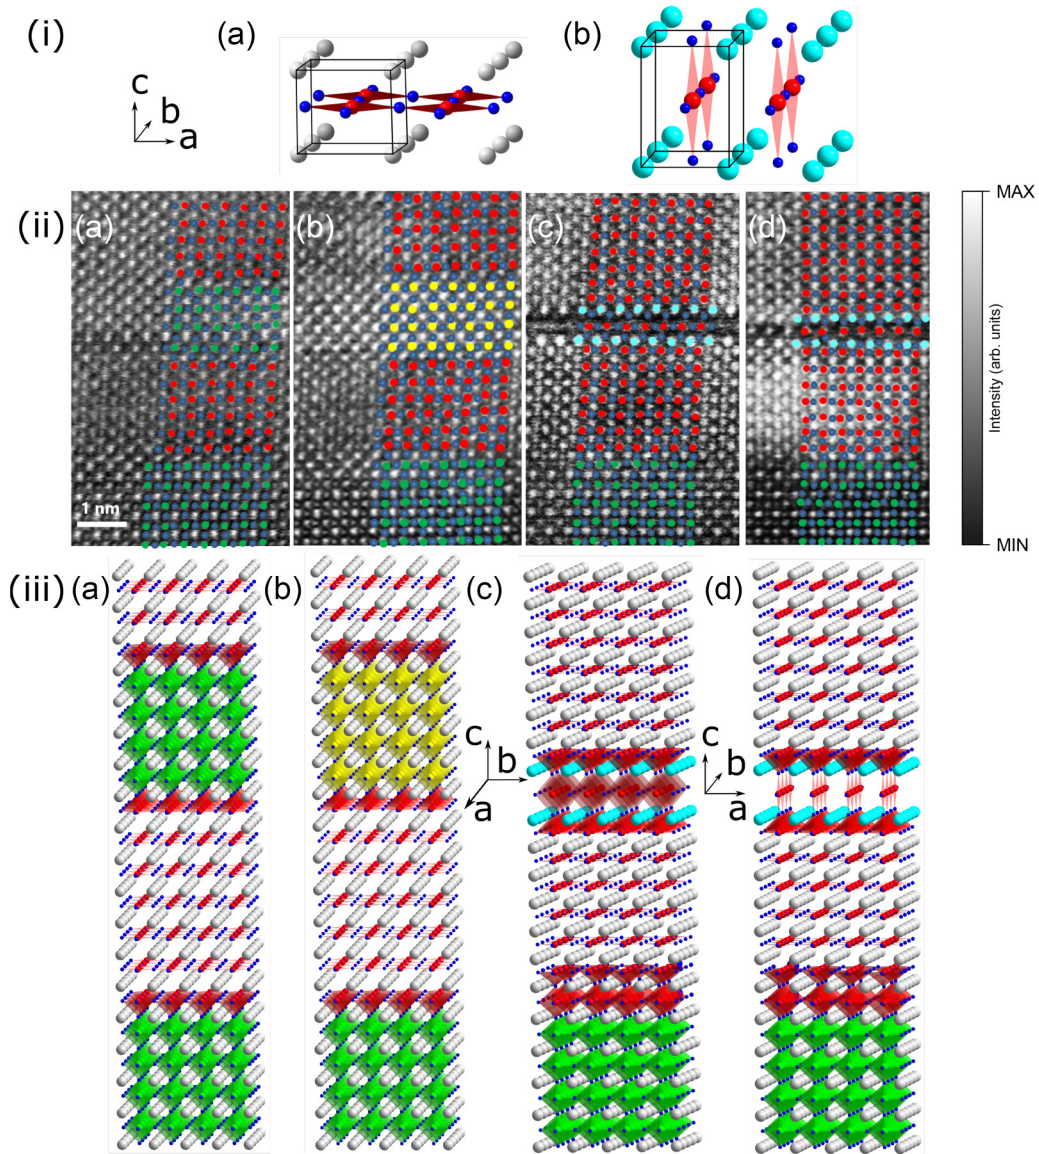 (i)
(a)
(b)
c
b
a
(ii)
(a)
(b)
(c)
(d)
1 nm
MAX
Intensity (arb. units)
MIN
(iii)
(a)
(b)
(c)
(d)
c
b
a
c
b
a